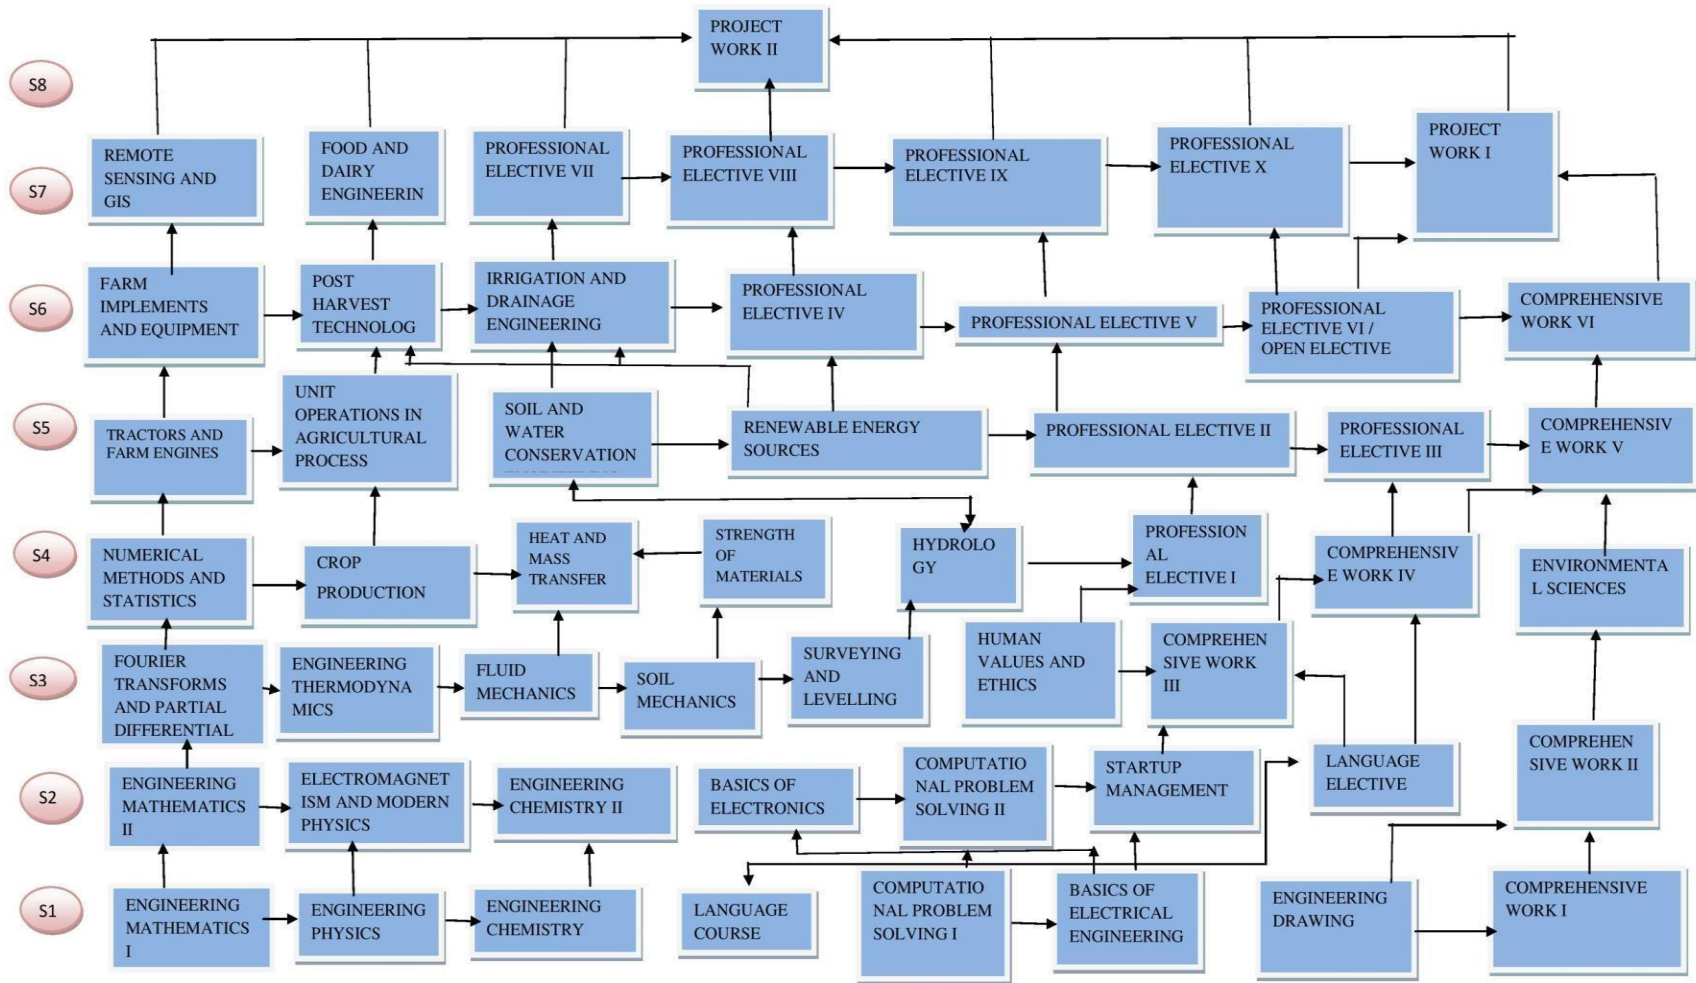 PROJECT
WORK II
S8
REMOTE
SENSING AND
GIS
FOOD AND
DAIRY
ENGINEERIN
PROFESSIONAL
ELECTIVE VII
PROFESSIONAL
ELECTIVE VIII
PROFESSIONAL
ELECTIVE IX
PROFESSIONAL
ELECTIVE X
PROJECT
WORK I
S7
FARM
IMPLEMENTS
AND EQUIPMENT
POST
HARVEST
TECHNOLOG
IRRIGATION AND
DRAINAGE
ENGINEERING
PROFESSIONAL
ELECTIVE IV
PROFESSIONAL ELECTIVE V
PROFESSIONAL
ELECTIVE VI /
OPEN ELECTIVE
COMPREHENSIVE
WORK VI
S6
TRACTORS AND
FARM ENGINES
UNIT
OPERATIONS IN
AGRICULTURAL
PROCESS
SOIL AND
WATER
CONSERVATION
RENEWABLE ENERGY
SOURCES
PROFESSIONAL ELECTIVE II
PROFESSIONAL
ELECTIVE III
COMPREHENSIV
E WORK V
S5
NUMERICAL
METHODS AND
STATISTICS
CROP
PRODUCTION
HEAT AND
MASS
TRANSFER
STRENGTH
OF
MATERIALS
HYDROLO
GY
PROFESSION
AL
ELECTIVE I
COMPREHENSIV
E WORK IV
ENVIRONMENTA
L SCIENCES
S4
FOURIER
TRANSFORMS
AND PARTIAL
DIFFERENTIAL
ENGINEERING
THERMODYNA
MICS
FLUID
MECHANICS
SOIL
MECHANICS
SURVEYING
AND
LEVELLING
HUMAN
VALUES AND
ETHICS
COMPREHEN
SIVE WORK
III
S3
ENGINEERING
MATHEMATICS
II
ELECTROMAGNET
ISM AND MODERN
PHYSICS
ENGINEERING
CHEMISTRY II
BASICS OF
ELECTRONICS
COMPUTATIO
NAL PROBLEM
SOLVING II
STARTUP
MANAGEMENT
LANGUAGE
ELECTIVE
COMPREHEN
SIVE WORK II
S2
ENGINEERING
MATHEMATICS
I
ENGINEERING
PHYSICS
ENGINEERING
CHEMISTRY
LANGUAGE
COURSE
COMPUTATIO
NAL PROBLEM
SOLVING I
BASICS OF
ELECTRICAL
ENGINEERING
ENGINEERING
DRAWING
COMPREHENSIVE
WORK I
S1